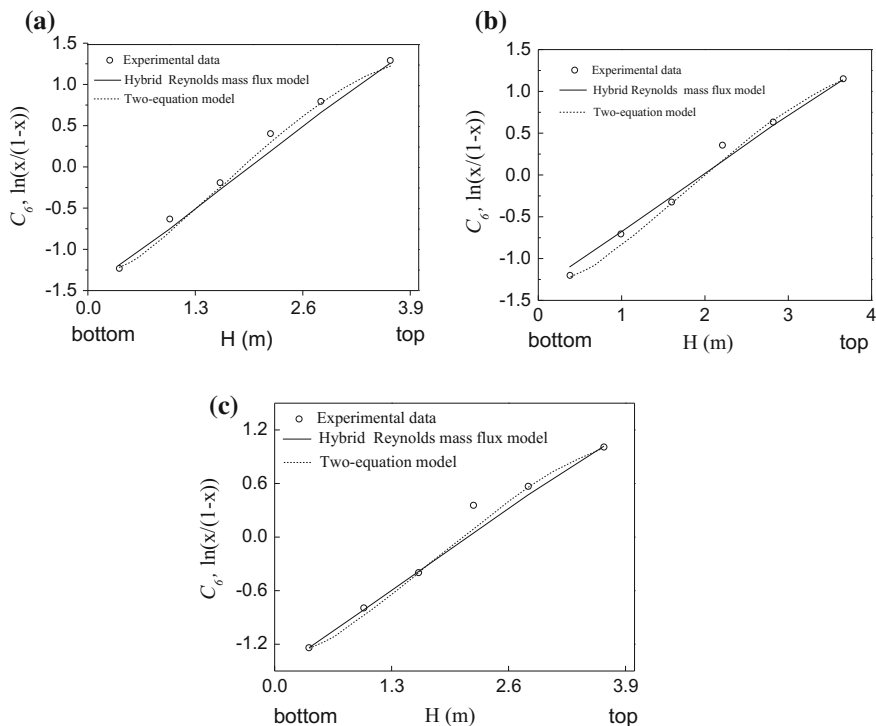 (a)
1.5
1.0
0.5
0.0
-0.5
-1.0
-1.5
C6, ln(x/(1-x))
Experimental data
Hybrid Reynolds mass flux model
Two-equation model
0.0 1.3 2.6 3.9
bottom H (m) top
(b)
1.5
1.0
0.5
0.0
-0.5
-1.0
-1.5
C6, ln(x/(1-x))
Experimental data
Hybrid Reynolds mass flux model
Two-equation model
0 1 2 3 4
bottom H (m) top
(c)
1.2
0.6
0.0
-0.6
-1.2
C6, ln(x/(1-x))
Experimental data
Hybrid Reynolds mass flux model
Two-equation model
0.0 1.3 2.6 3.9
bottom H (m) top